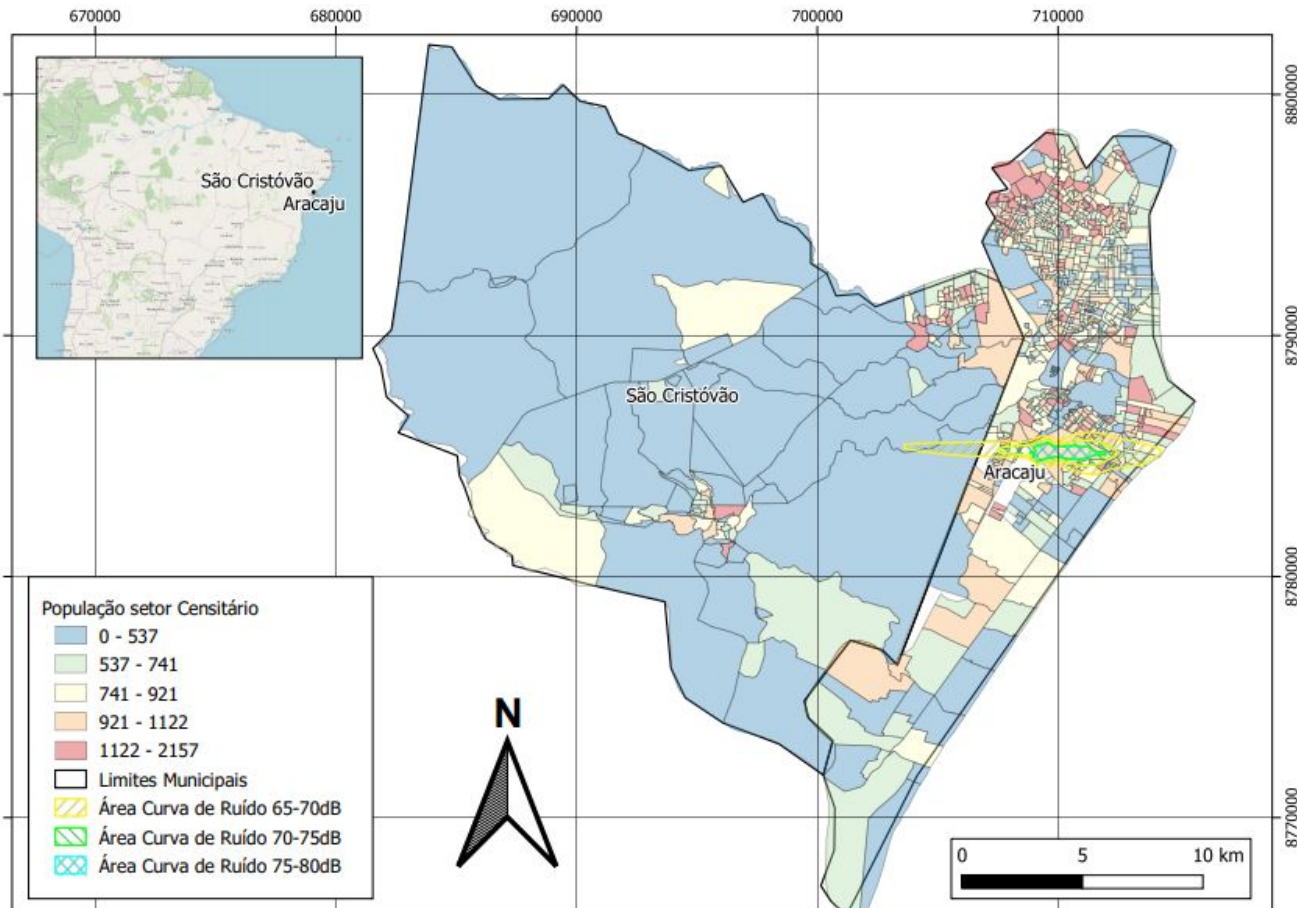 670000
680000
690000
700000
710000
São Cristóvão
Aracaju
8800000
8790000
São Cristóvão
Aracaju
8780000
8770000
População setor Censitário
0 - 537
537 - 741
741 - 921
921 - 1122
1122 - 2157
Limites Municipais
Área Curva de Ruído 65-70dB
Área Curva de Ruído 70-75dB
Área Curva de Ruído 75-80dB
N
0 5 10 km